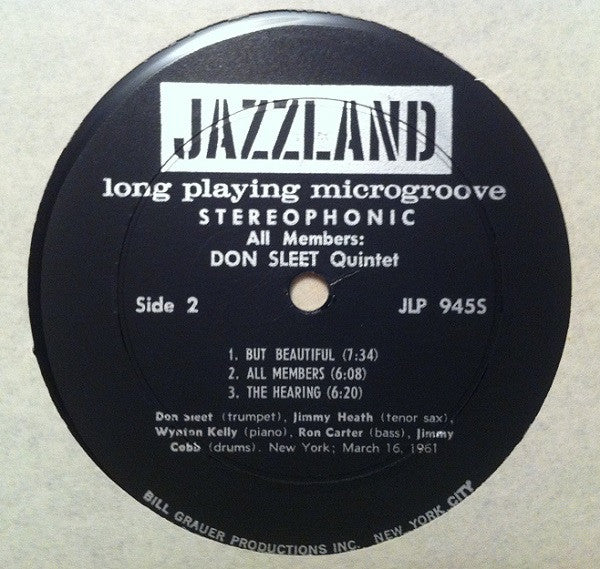 JAZZLAND
long playing microgroove
STEREOPHONIC
All Members:
DON SLEET Quintet
Side 2 JLP 945S
1. BUT BEAUTIFUL (7:34)
2. ALL MEMBERS (6:08)
3. THE HEARING (6:20)
Don Sleet (trumpet), Jimmy Heath (tenor sax),
Wynton Kelly (piano), Ron Carter (bass), Jimmy
Cobb (drums). New York; March 16, 1961
BILL GRAUER PRODUCTIONS INC. NEW YORK CITY